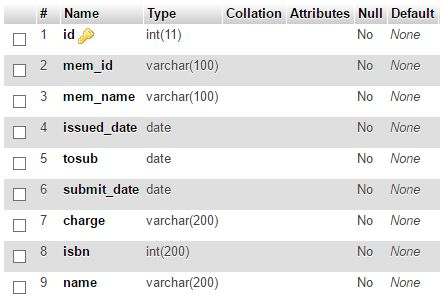 # Name Type Collation Attributes Null Default
1 id int(11) No None
2 mem_id varchar(100) No None
3 mem_name varchar(100) No None
4 issued_date date No None
5 tosub date No None
6 submit_date date No None
7 charge varchar(200) No None
8 isbn int(200) No None
9 name varchar(200) No None